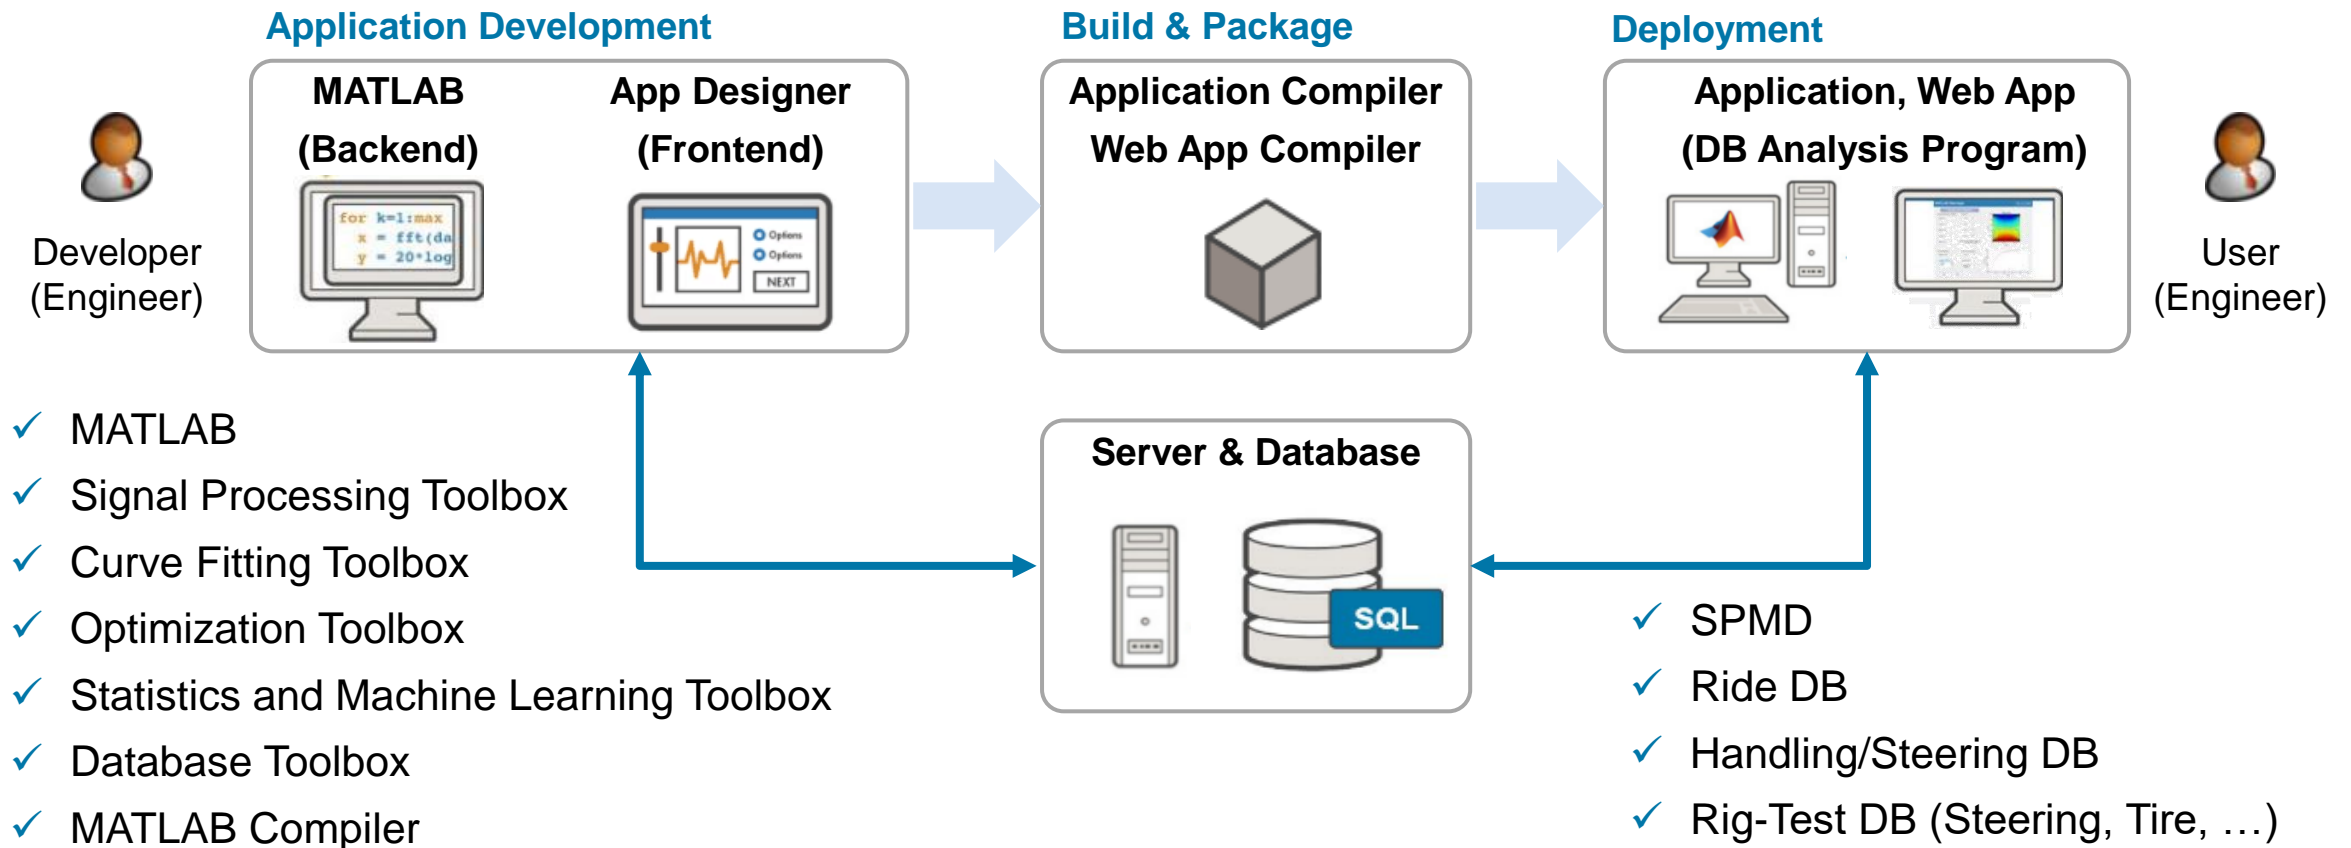 Application Development
Build & Package
Deployment
MATLAB
(Backend)
App Designer
(Frontend)
Application Compiler
Web App Compiler
Application, Web App
(DB Analysis Program)
for k=1:max
x = fft(da
y = 20*log
Options
Options
NEXT
Developer
(Engineer)
User
(Engineer)
Server & Database
SQL
✓ MATLAB
✓ Signal Processing Toolbox
✓ Curve Fitting Toolbox
✓ Optimization Toolbox
✓ Statistics and Machine Learning Toolbox
✓ Database Toolbox
✓ MATLAB Compiler
✓ SPMD
✓ Ride DB
✓ Handling/Steering DB
✓ Rig-Test DB (Steering, Tire, …)